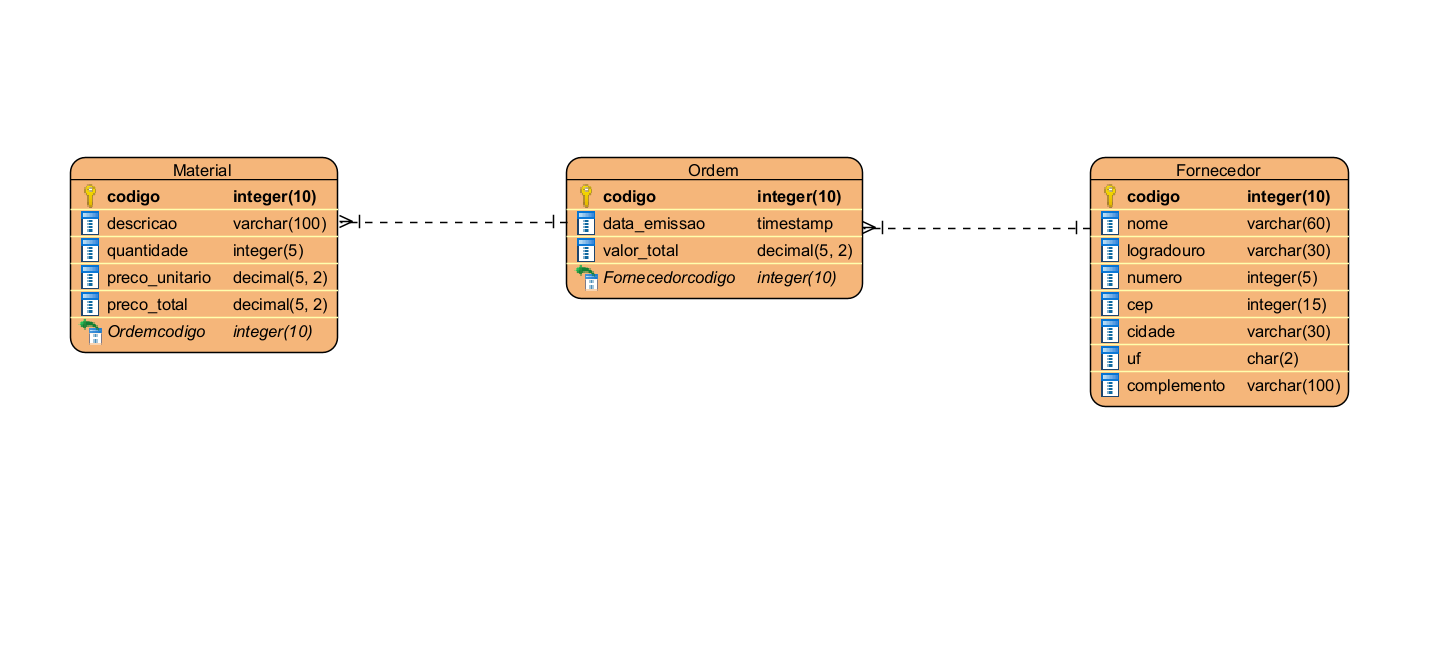 Material
codigo integer(10)
descricao varchar(100)
quantidade integer(5)
preco_unitario decimal(5, 2)
preco_total decimal(5, 2)
Ordemcodigo integer(10)
Ordem
codigo integer(10)
data_emissao timestamp
valor_total decimal(5, 2)
Fornecedorcodigo integer(10)
Fornecedor
codigo integer(10)
nome varchar(60)
logradouro varchar(30)
numero integer(5)
cep integer(15)
cidade varchar(30)
uf char(2)
complemento varchar(100)